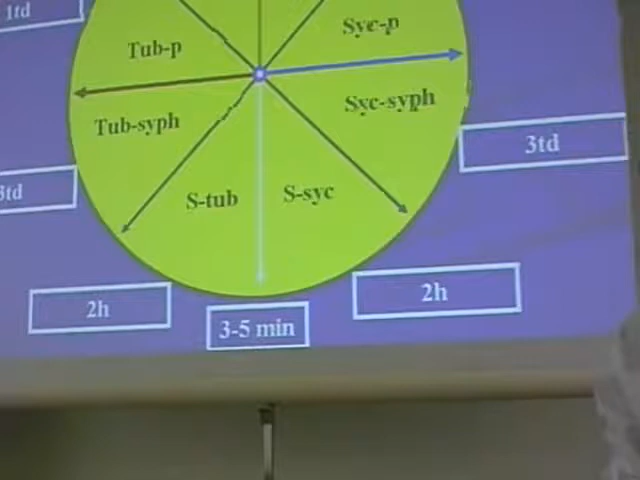 1td
Syc-p
Tub-p
Syc-syph
Tub-syph
3td
3td
S-tub
S-syc
2h
2h
3-5 min